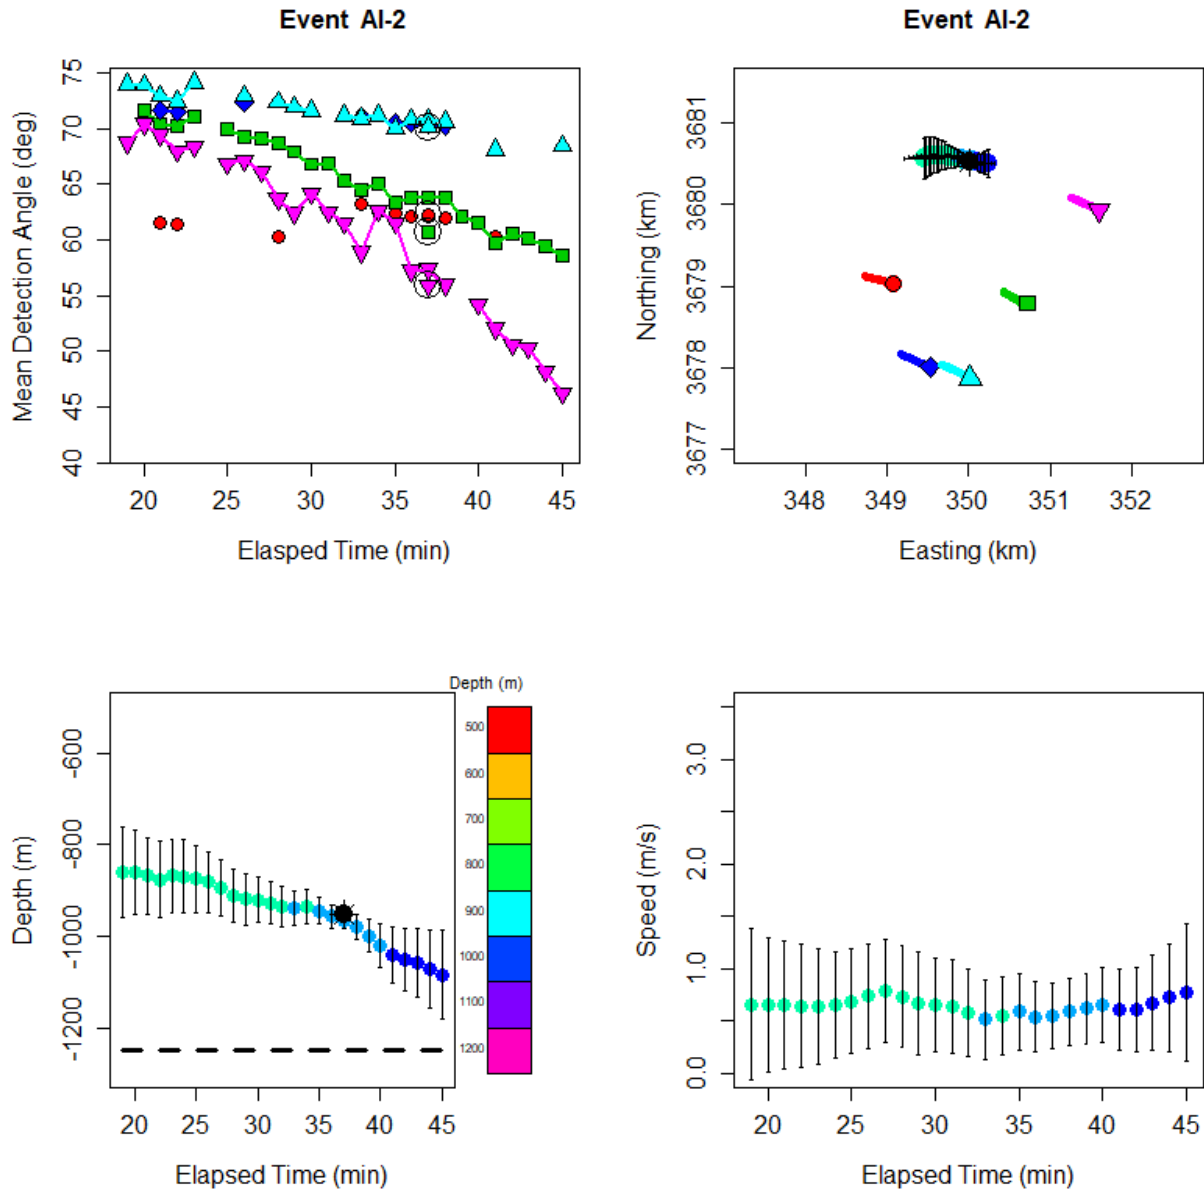 Event AI-2
Mean Detection Angle (deg)
75
70
65
60
55
50
45
40
20 25 30 35 40 45
Elasped Time (min)
Event AI-2
Northing (km)
3681
3680
3679
3678
3677
348 349 350 351 352
Easting (km)
Depth (m)
-600
-800
-1000
-1200
20 25 30 35 40 45
Elapsed Time (min)
Depth (m)
500
600
700
800
900
1000
1100
1200
Speed (m/s)
3.0
2.0
1.0
0.0
20 25 30 35 40 45
Elapsed Time (min)